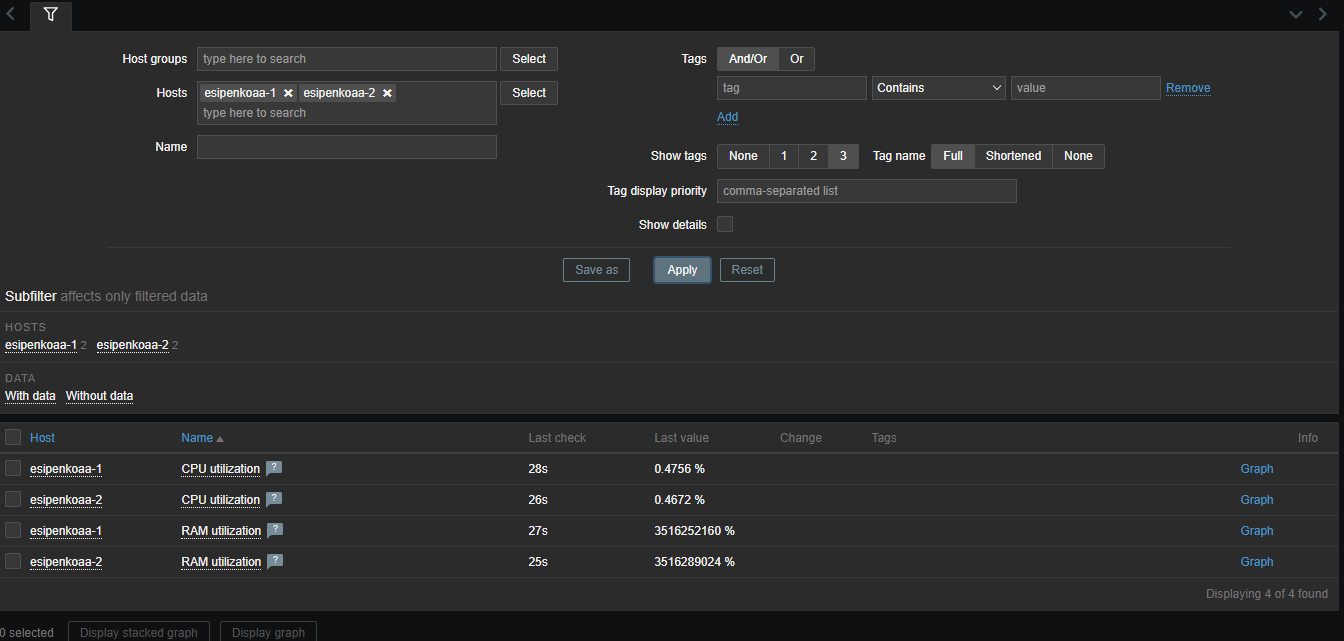 Host groups type here to search Select
Tags And/Or Or
Hosts esipenkoaa-1 esipenkoaa-2 Select
type here to search
tag Contains value Remove
Add
Name
Show tags None 1 2 3 Tag name Full Shortened None
Tag display priority comma-separated list
Show details
Save as Apply Reset
Subfilter affects only filtered data
HOSTS
esipenkoaa-1 2 esipenkoaa-2 2
DATA
With data Without data
Host Name Last check Last value Change Tags Info
esipenkoaa-1 CPU utilization ? 28s 0.4756 % Graph
esipenkoaa-2 CPU utilization ? 26s 0.4672 % Graph
esipenkoaa-1 RAM utilization ? 27s 3516252160 % Graph
esipenkoaa-2 RAM utilization ? 25s 3516289024 % Graph
Displaying 4 of 4 found
0 selected Display stacked graph Display graph